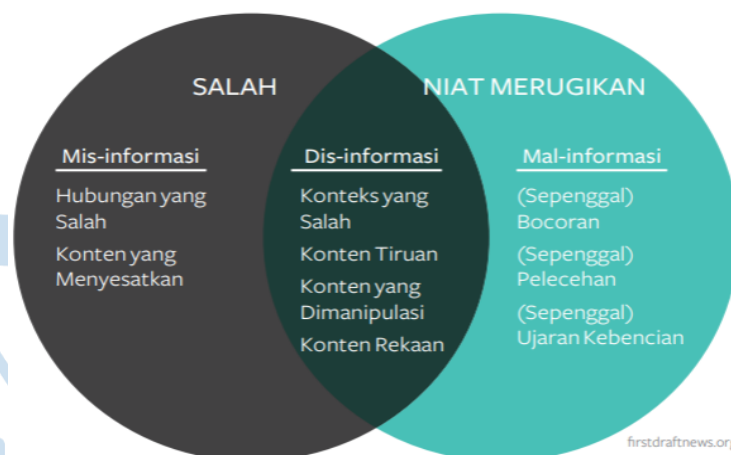 SALAH
NIAT MERUGIKAN
Mis-informasi
Hubungan yang
Salah
Konten yang
Menyesatkan
Dis-informasi
Konteks yang
Salah
Konten Tiruan
Konten yang
Dimanipulasi
Konten Rekaan
Mal-informasi
(Sepenggal)
Bocoran
(Sepenggal)
Pelecehan
(Sepenggal)
Ujaran Kebencian
firstdraftnews.org